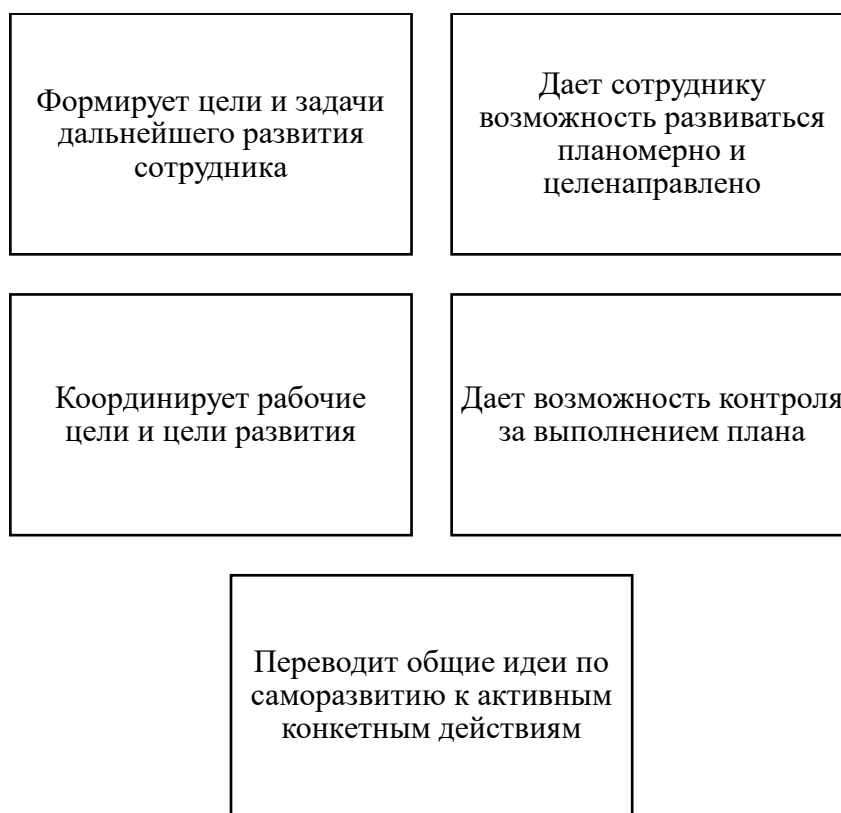 Формирует цели и задачи
дальнейшего развития
сотрудника
Дает сотруднику
возможность развиваться
планомерно и
целенаправлено
Координирует рабочие
цели и цели развития
Дает возможность контроля
за выполнением плана
Переводит общие идеи по
саморазвитию к активным
конкетным действиям